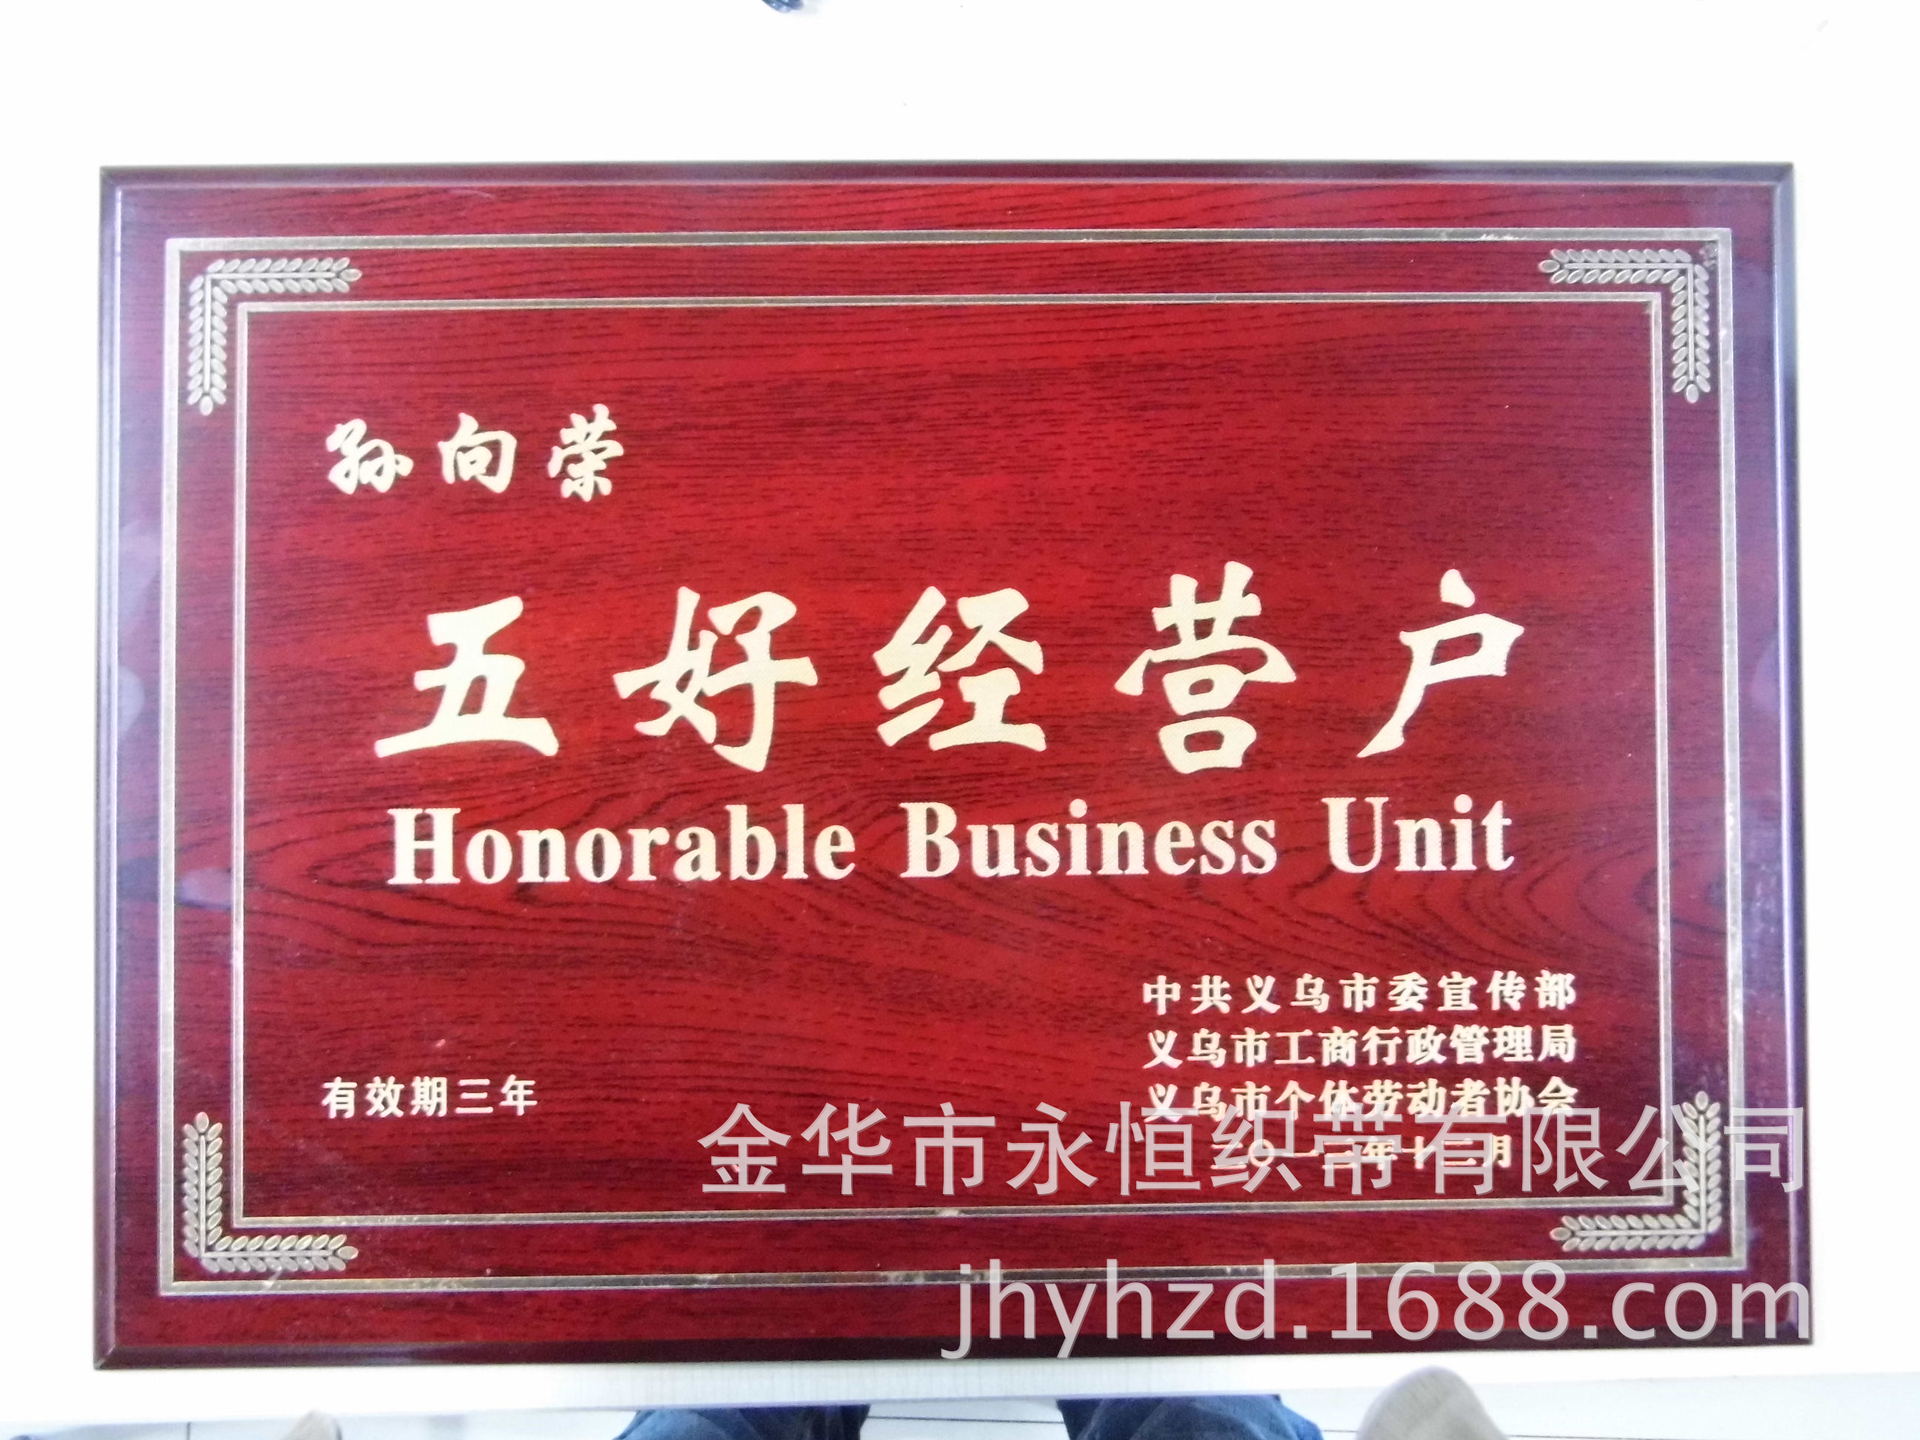 孙向荣
五好经营户
Honorable Business Unit
中共义乌市委宣传部
义乌市工商行政管理局
义乌市个体劳动者协会
有效期三年
金华市永恒织带有限公司
jhyhzd.1688.com